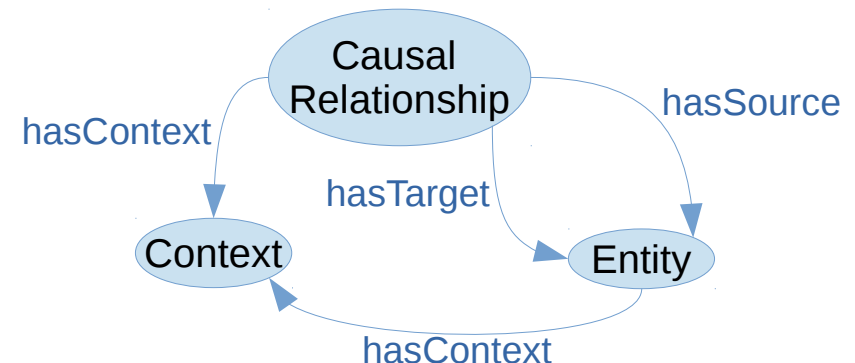 Causal
Relationship
hasSource
hasContext
hasTarget
Context
Entity
hasContext